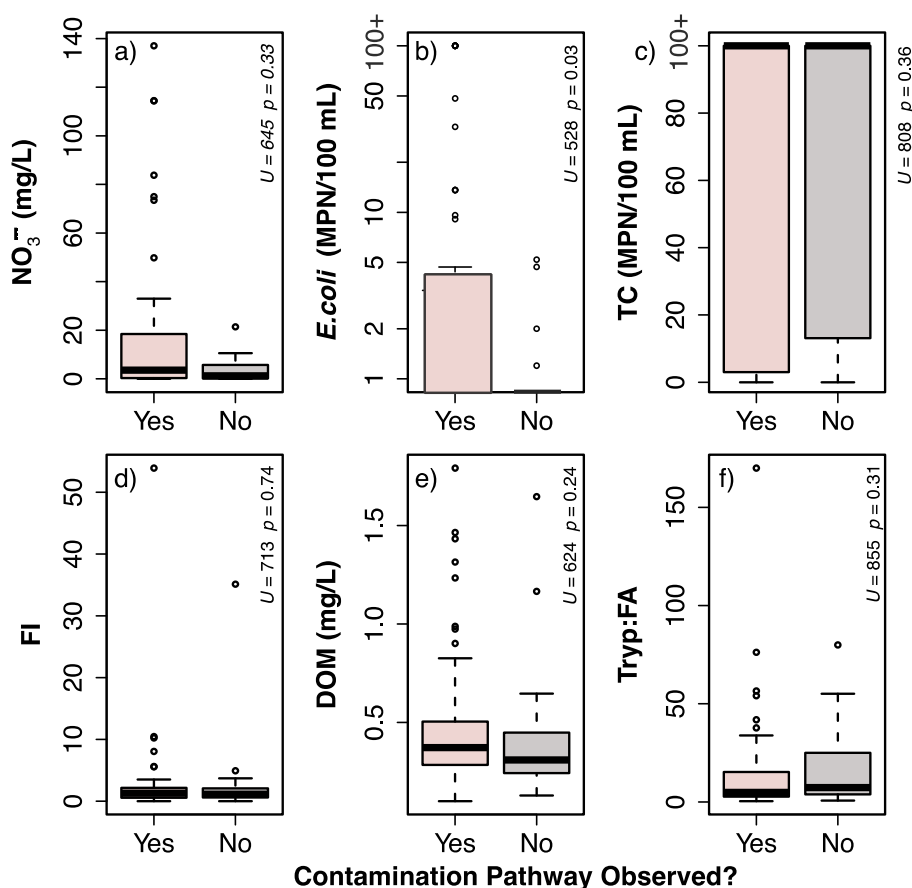 a)
NO3− (mg/L)
140
100
60
20
0
U = 645 p = 0.33
Yes No
b)
E.coli (MPN/100 mL)
100+
50
10
5
2
1
U = 528 p = 0.03
Yes No
c)
TC (MPN/100 mL)
100+
80
60
40
20
0
U = 808 p = 0.36
Yes No
d)
FI
50
40
30
20
10
0
U = 713 p = 0.74
Yes No
e)
DOM (mg/L)
1.5
1.0
0.5
U = 624 p = 0.24
Yes No
f)
Tryp:FA
150
100
50
0
U = 855 p = 0.31
Yes No
Contamination Pathway Observed?